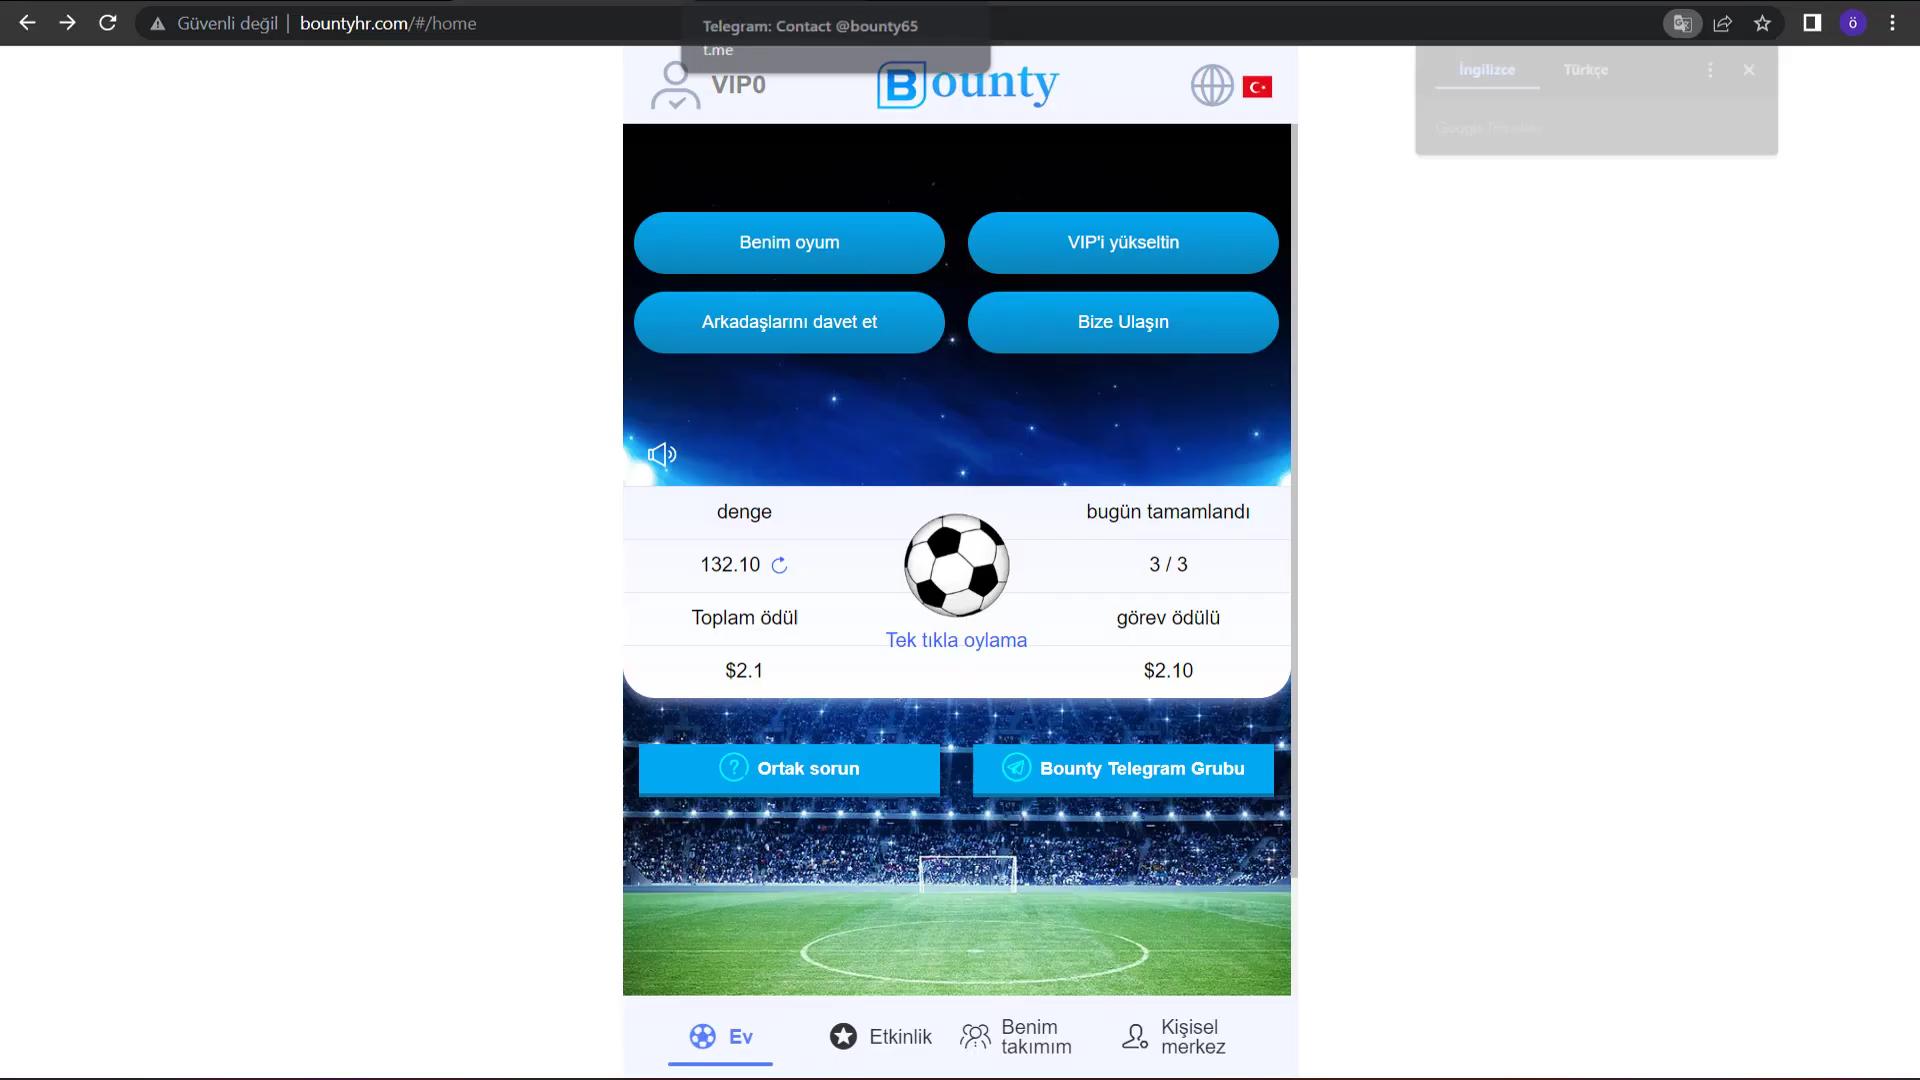 Güvenli değil
bountyhr.com/#/home
Telegram: Contact @bounty65
t.me
ö
İngilizce
Türkçe
VIP0
Bounty
Benim oyum
VIP'i yükseltin
Arkadaşlarını davet et
Bize Ulaşın
denge
bugün tamamlandı
132.10
3 / 3
Toplam ödül
görev ödülü
Tek tıkla oylama
$2.1
$2.10
Ortak sorun
Bounty Telegram Grubu
Ev
Etkinlik
Benim
takımım
Kişisel
merkez